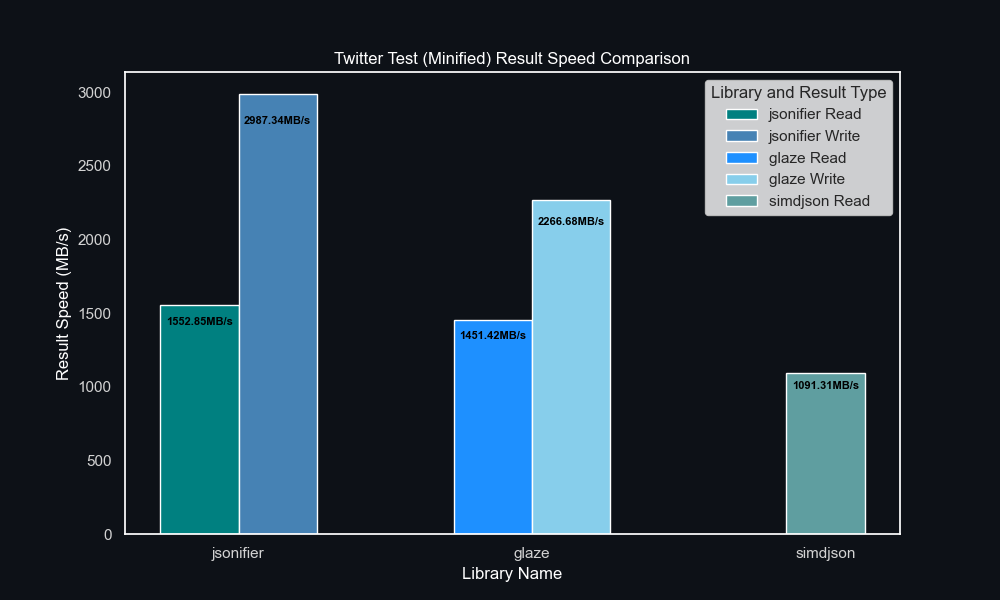 Twitter Test (Minified) Result Speed Comparison
Library and Result Type
jsonifier Read
jsonifier Write
glaze Read
glaze Write
simdjson Read
Result Speed (MB/s)
3000
2500
2000
1500
1000
500
0
2987.34MB/s
2266.68MB/s
1552.85MB/s
1451.42MB/s
1091.31MB/s
jsonifier
glaze
simdjson
Library Name